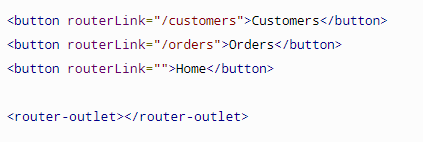 <button routerLink="/customers">Customers</button>
<button routerLink="/orders">Orders</button>
<button routerLink="">Home</button>
<router-outlet></router-outlet>